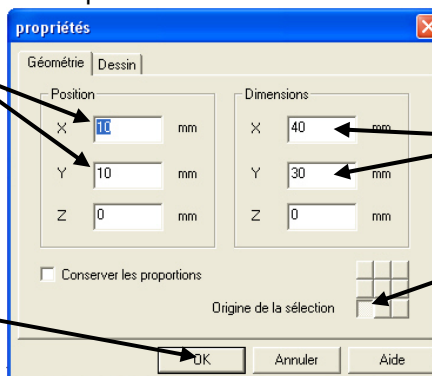 propriétés
Géométrie Dessin
Position Dimensions
X 10 mm X 40 mm
Y 10 mm Y 30 mm
Z 0 mm Z 0 mm
Conserver les proportions
Origine de la sélection
OK Annuler Aide